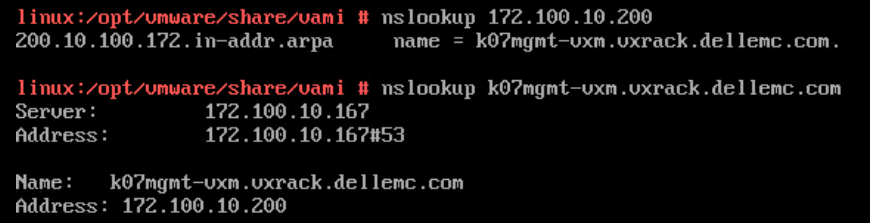 linux:/opt/vmware/share/vami # nslookup 172.100.10.200
200.10.100.172.in-addr.arpa     name = k07mgmt-vxm.vxrack.dellemc.com.
linux:/opt/vmware/share/vami # nslookup k07mgmt-vxm.vxrack.dellemc.com
Server:         172.100.10.167
Address:        172.100.10.167#53
Name:   k07mgmt-vxm.vxrack.dellemc.com
Address: 172.100.10.200